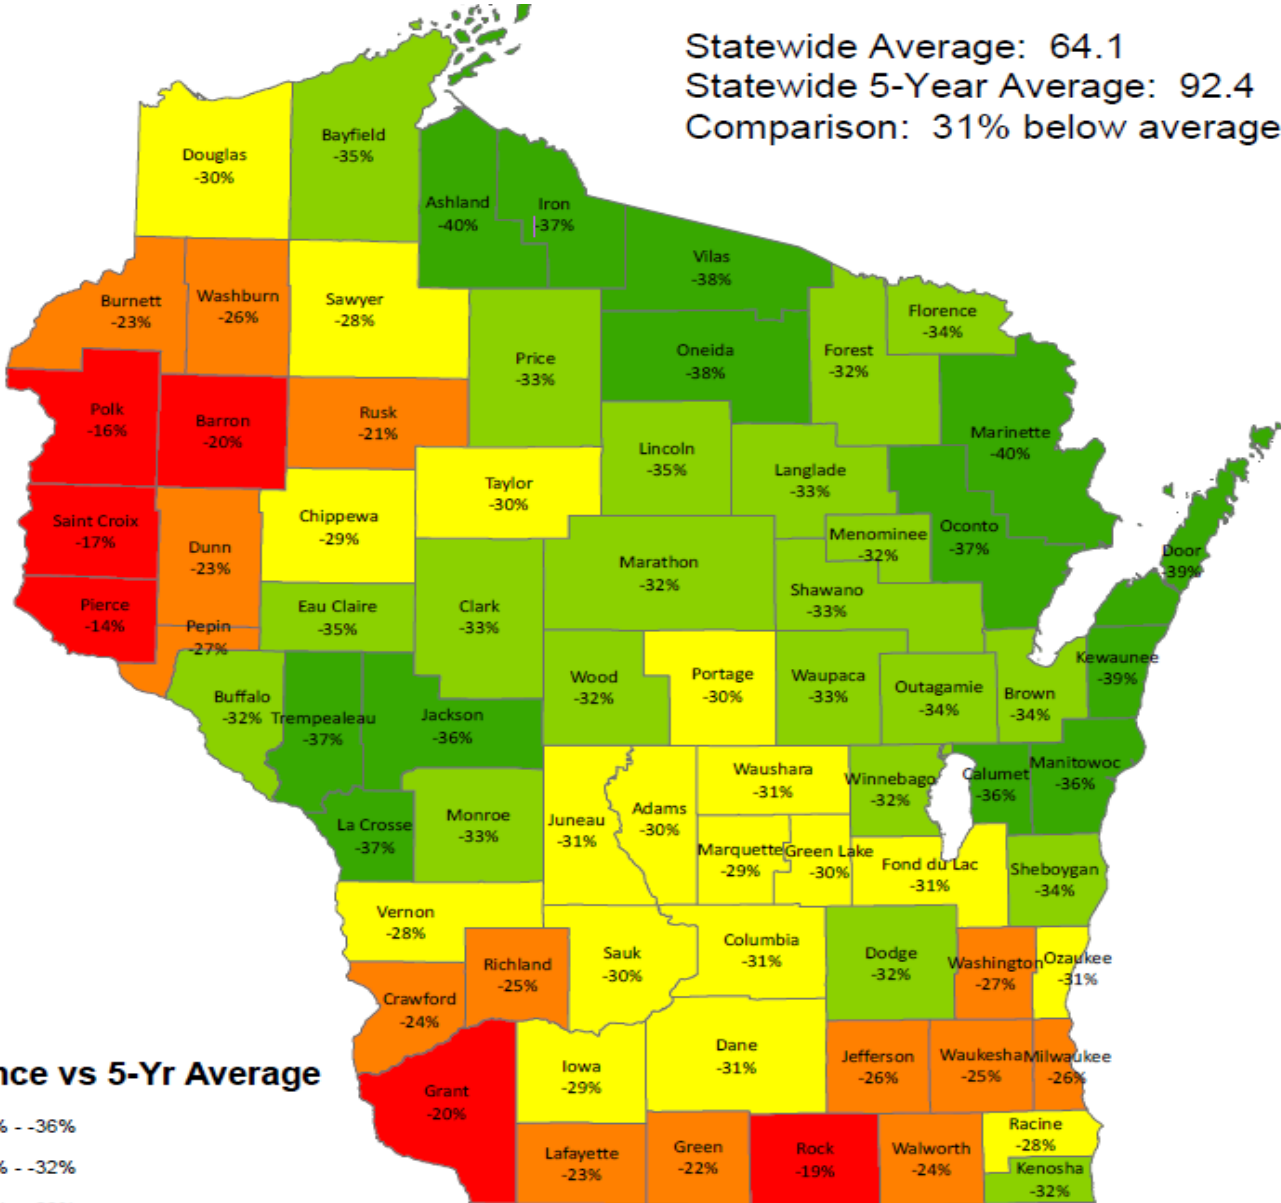 Statewide Average: 64.1
Statewide 5-Year Average: 92.4
Comparison: 31% below average
Bayfield
-35%
Douglas
-30%
Ashland
-40%
Iron
-37%
Vilas
-38%
Burnett
-23%
Washburn
-26%
Sawyer
-28%
Florence
-34%
Price
-33%
Oneida
-38%
Forest
-32%
Polk
-16%
Barron
-20%
Rusk
-21%
Marinette
-40%
Lincoln
-35%
Langlade
-33%
Taylor
-30%
Saint Croix
-17%
Chippewa
-29%
Dunn
-23%
Menominee
-32%
Oconto
-37%
Door
-39%
Marathon
-32%
Shawano
-33%
Pierce
-14%
Eau Claire
-35%
Clark
-33%
Pepin
-27%
Kewaunee
-39%
Wood
-32%
Portage
-30%
Waupaca
-33%
Outagamie
-34%
Brown
-34%
Buffalo
-32%
Trempealeau
-37%
Jackson
-36%
Waushara
-31%
Winnebago
-32%
Calumet
-36%
Manitowoc
-36%
La Crosse
-37%
Monroe
-33%
Juneau
-31%
Adams
-30%
Marquette
-29%
Green Lake
-30%
Fond du Lac
-31%
Sheboygan
-34%
Vernon
-28%
Richland
-25%
Sauk
-30%
Columbia
-31%
Dodge
-32%
Washington
-27%
Ozaukee
-31%
Crawford
-24%
Grant
-20%
Iowa
-29%
Dane
-31%
Jefferson
-26%
Waukesha
-25%
Milwaukee
-26%
Lafayette
-23%
Green
-22%
Rock
-19%
Walworth
-24%
Racine
-28%
Kenosha
-32%
nce vs 5-Yr Average
% - -36%
% - -32%